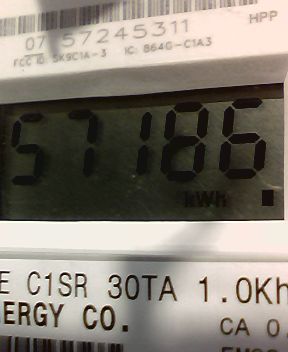 HPP
07 57245311
FCC ID: SK9C1A-3 IC: 864G-C1A3
57186
kWh
E C1SR 30TA 1.0Kh
ERGY CO.
CA 0.